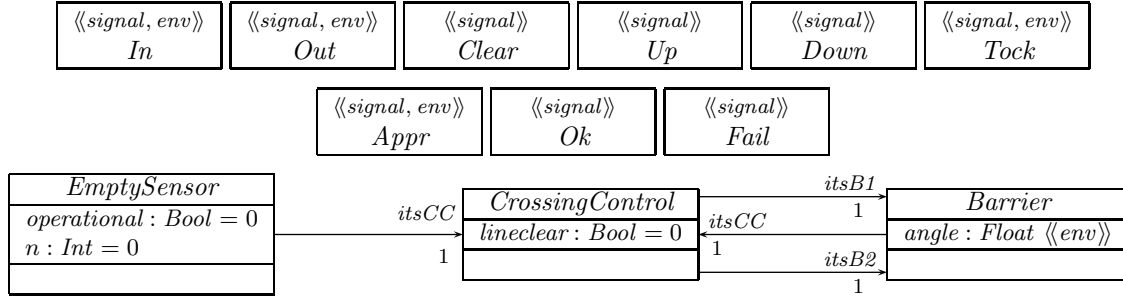 ⟪signal, env⟫ ⟪signal, env⟫ ⟪signal⟫ ⟪signal⟫ ⟪signal⟫ ⟪signal, env⟫
In Out Clear Up Down Tock
⟪signal, env⟫ ⟪signal⟫ ⟪signal⟫
Appr Ok Fail
EmptySensor
operational : Bool = 0
n : Int = 0
itsCC
1
CrossingControl
lineclear : Bool = 0
itsB1
1
itsCC
1
itsB2
1
Barrier
angle : Float ⟪env⟫